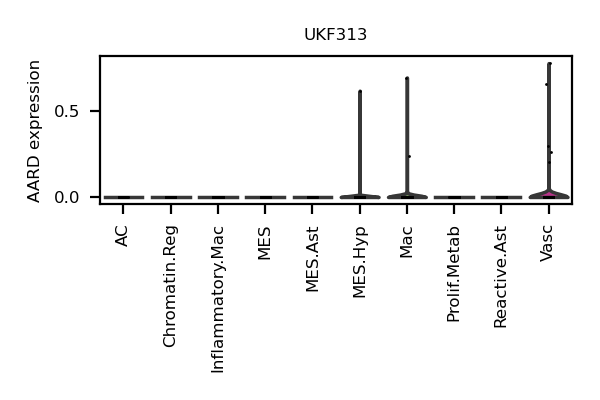 UKF313
AARD expression
0.5
0.0
AC
Chromatin.Reg
Inflammatory.Mac
MES
MES.Ast
MES.Hyp
Mac
Prolif.Metab
Reactive.Ast
Vasc